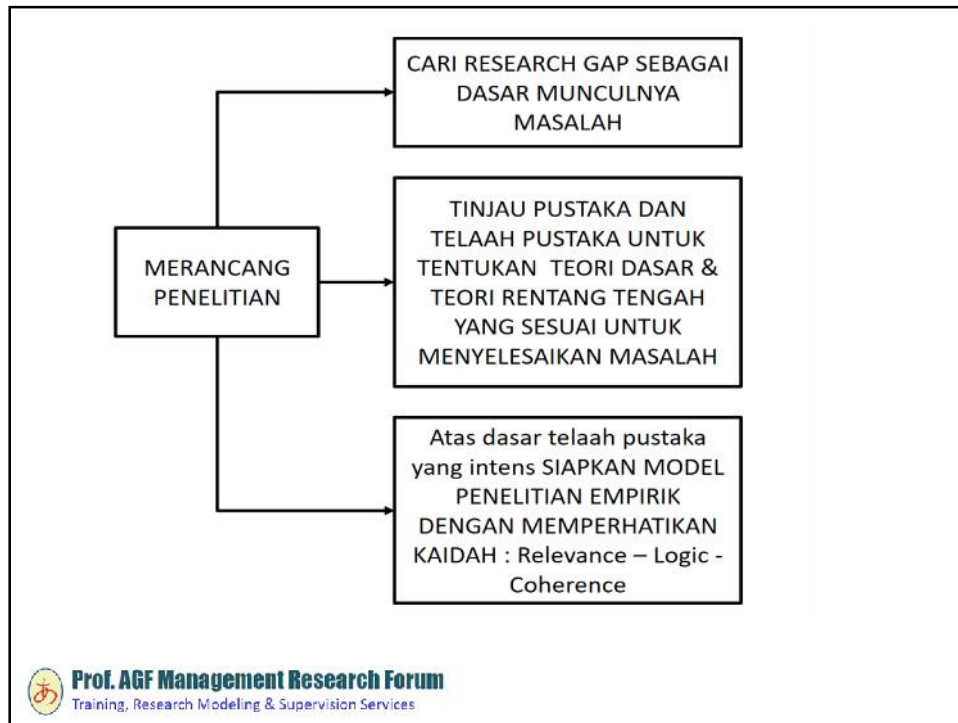 CARI RESEARCH GAP SEBAGAI
DASAR MUNCULNYA
MASALAH
MERANCANG
PENELITIAN
TINJAU PUSTAKA DAN
TELAAH PUSTAKA UNTUK
TENTUKAN TEORI DASAR &
TEORI RENTANG TENGAH
YANG SESUAI UNTUK
MENYELESAIKAN MASALAH
Atas dasar telaah pustaka
yang intens SIAPKAN MODEL
PENELITIAN EMPIRIK
DENGAN MEMPERHATIKAN
KAIDAH : Relevance – Logic -
Coherence
Prof. AGF Management Research Forum
Training, Research Modeling & Supervision Services